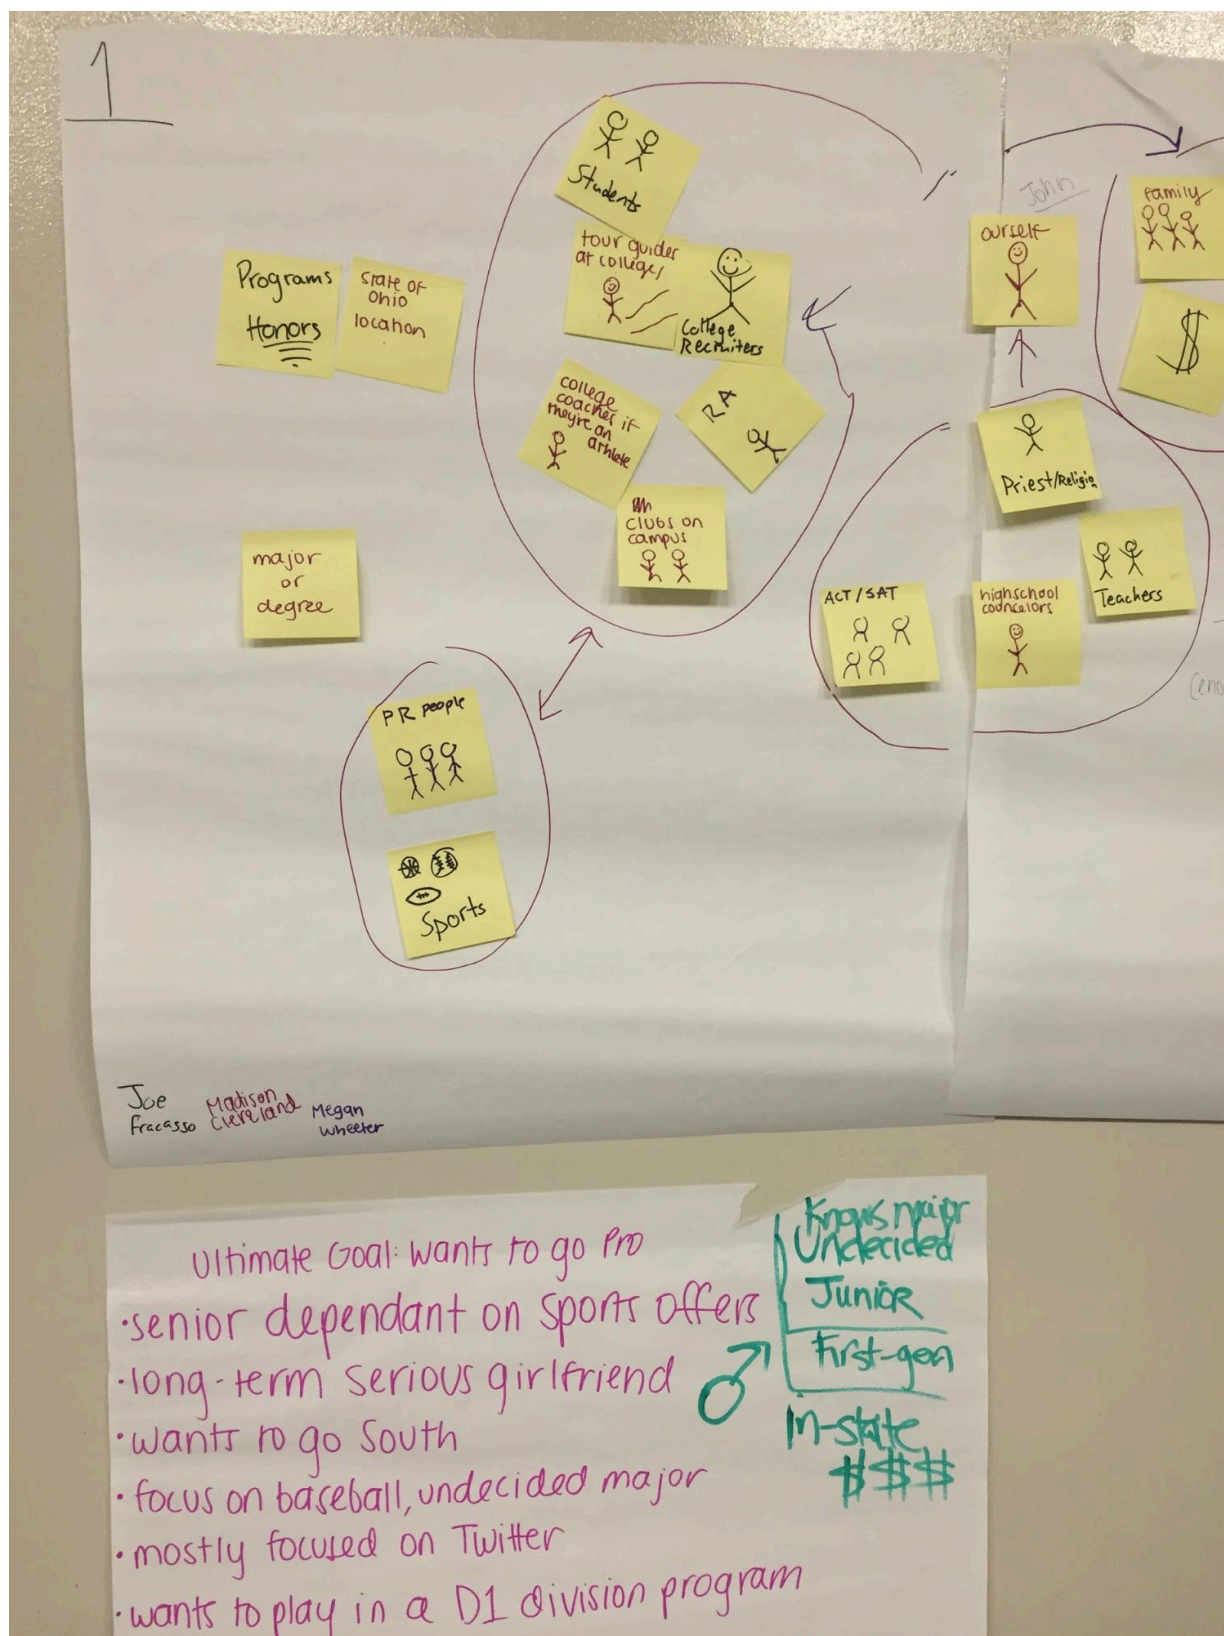 1
Students
tour guides
at colleges
College
Recruiters
Programs
Honors
State of
Ohio
location
college
coaches if
they're an
athlete
RA
clubs on
campus
major
or
degree
PR people
Sports
John
ourself
family
$
Priest/Religio
Teachers
ACT/SAT
highschool
councelors
Joe
Fracasso
Madison
Cleveland
Megan
Wheeler
Ultimate Goal: wants to go Pro
•senior dependant on sports offers
•long-term serious girlfriend
•wants to go South
•focus on baseball, undecided major
•mostly focused on Twitter
•wants to play in a D1 division program
Knows major
Undecided
Junior
First-gen
In-state
$$$